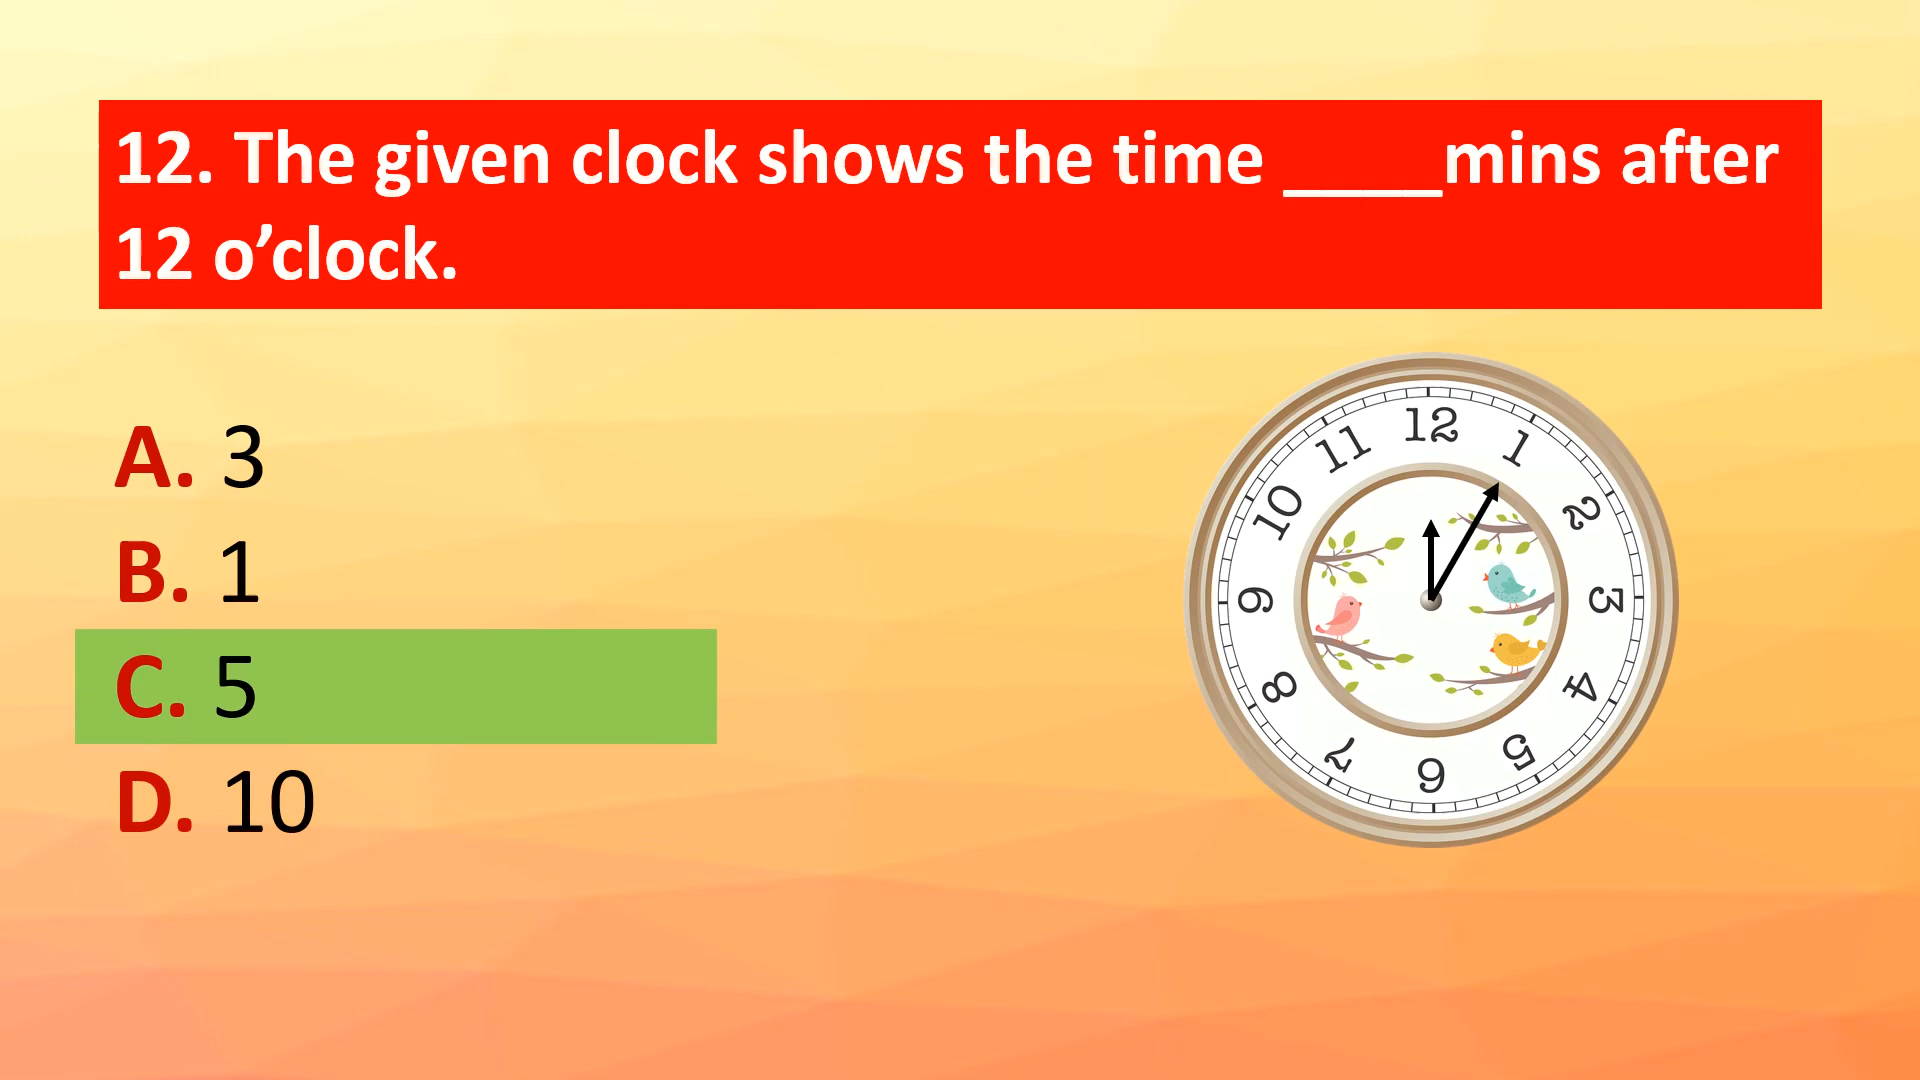 12. The given clock shows the time ____mins after
12 o’clock.
A. 3
B. 1
C. 5
D. 10
12
1
2
3
4
5
6
7
8
9
10
11